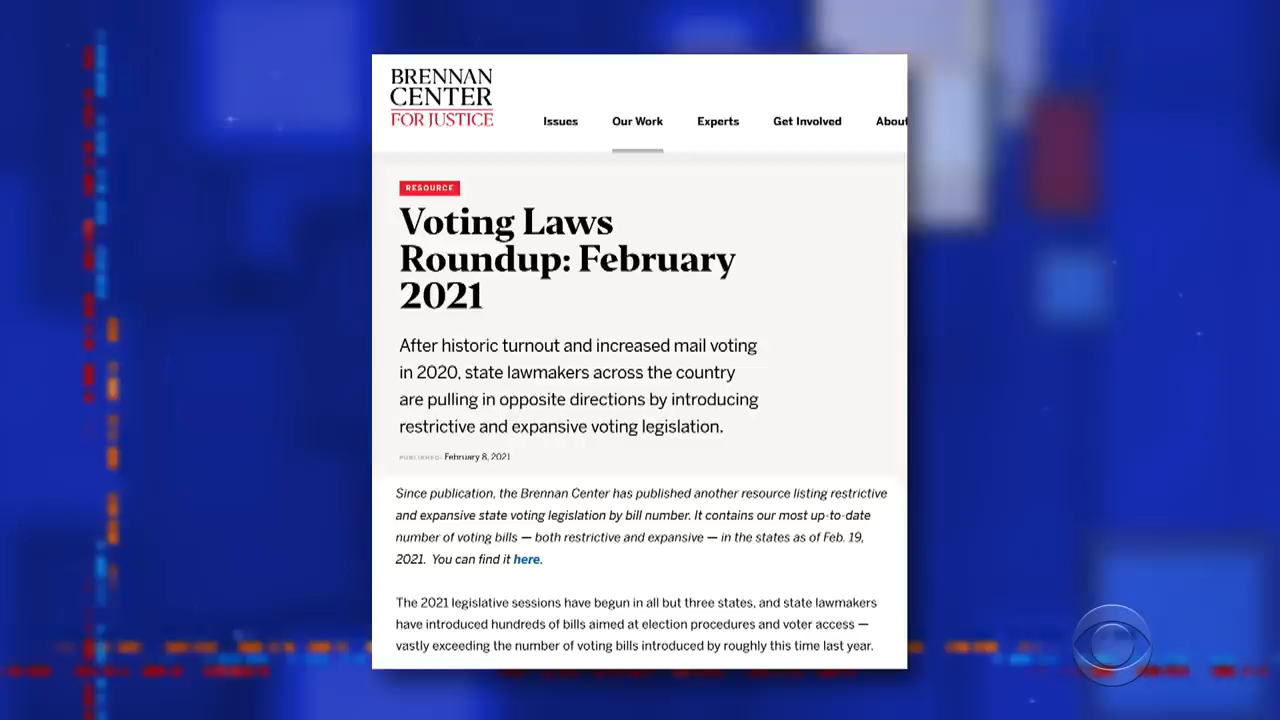 BRENNAN
CENTER
FOR JUSTICE
Issues Our Work Experts Get Involved About
RESOURCE
Voting Laws
Roundup: February
2021
After historic turnout and increased mail voting
in 2020, state lawmakers across the country
are pulling in opposite directions by introducing
restrictive and expansive voting legislation.
PUBLISHED: February 8, 2021
Since publication, the Brennan Center has published another resource listing restrictive
and expansive state voting legislation by bill number. It contains our most up-to-date
number of voting bills — both restrictive and expansive — in the states as of Feb. 19,
2021. You can find it here.
The 2021 legislative sessions have begun in all but three states, and state lawmakers
have introduced hundreds of bills aimed at election procedures and voter access —
vastly exceeding the number of voting bills introduced by roughly this time last year.